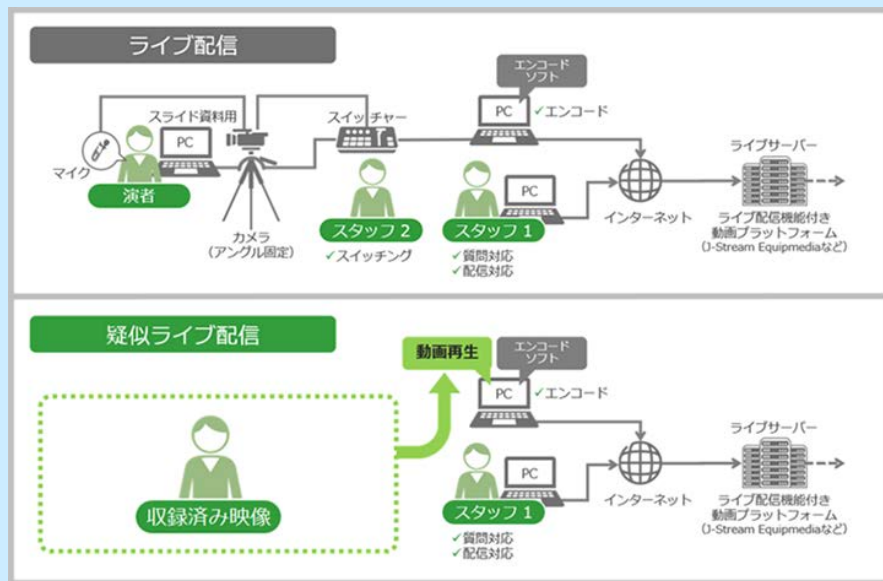 ライブ配信
エンコード
ソフト
スライド資料用
スイッチャー
PC
✓エンコード
PC
ライブサーバー
マイク
演者
PC
カメラ
(アングル固定)
スタッフ 2
✓スイッチング
スタッフ 1
✓質問対応
✓配信対応
インターネット
ライブ配信機能付き
動画プラットフォーム
(J-Stream Equipmediaなど)
疑似ライブ配信
動画再生
エンコード
ソフト
PC
✓エンコード
ライブサーバー
PC
収録済み映像
スタッフ 1
✓質問対応
✓配信対応
インターネット
ライブ配信機能付き
動画プラットフォーム
(J-Stream Equipmediaなど)